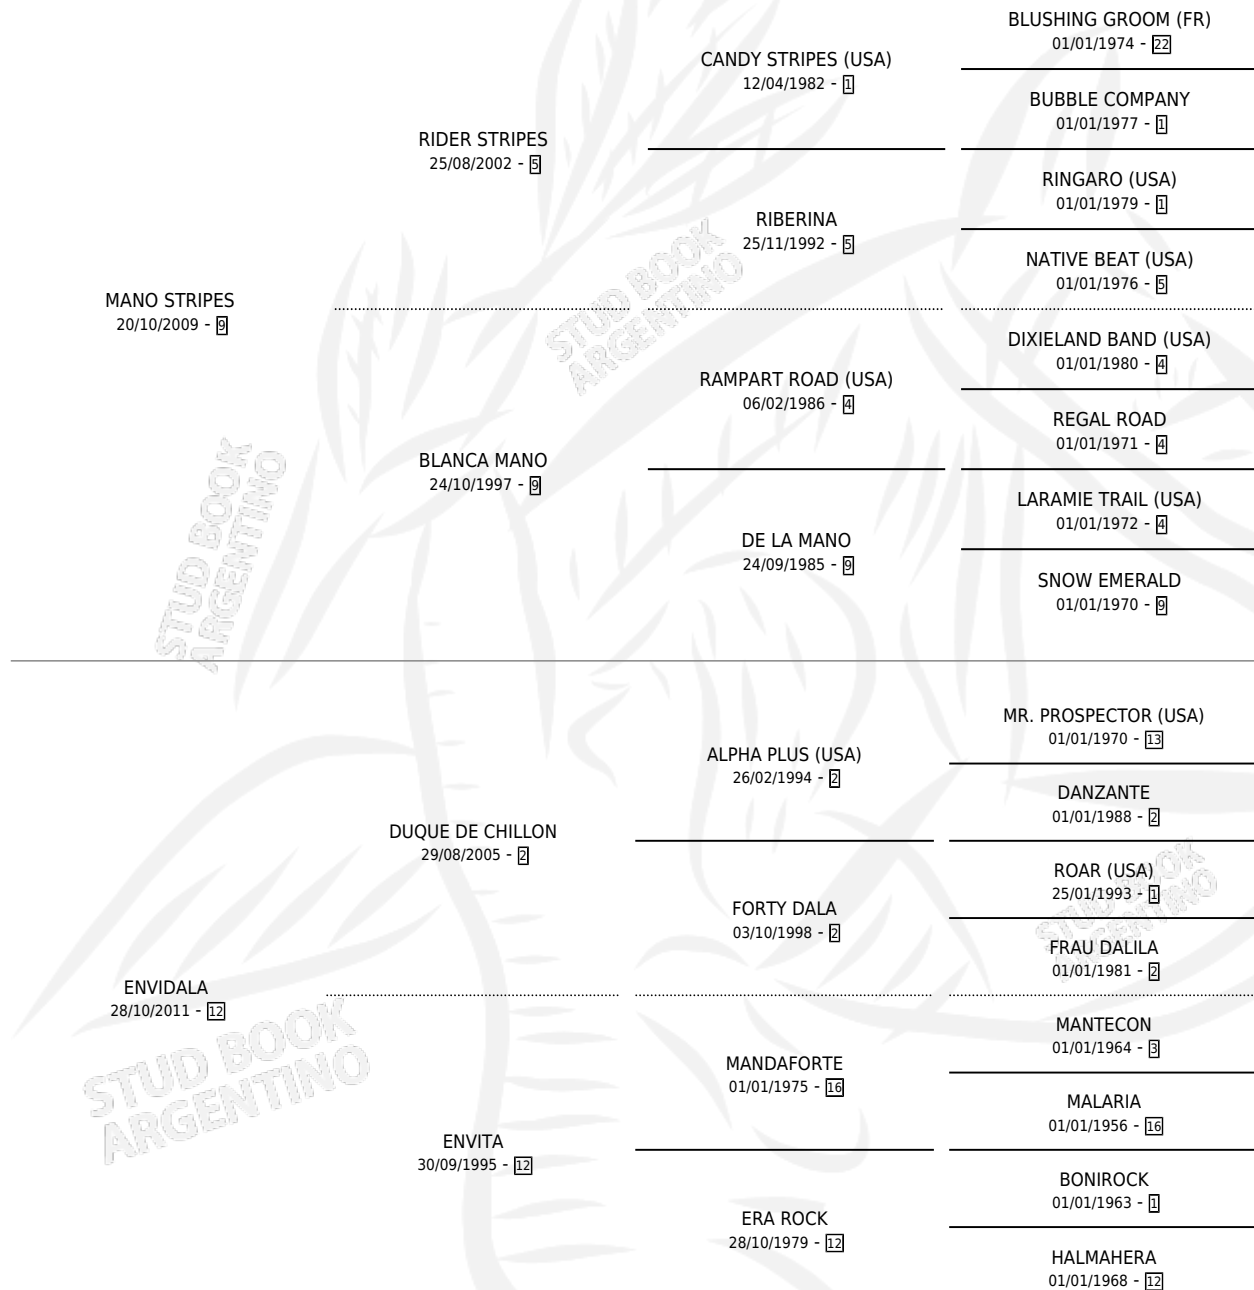 BLUSHING GROOM (FR)
01/01/1974 - 22
CANDY STRIPES (USA)
12/04/1982 - 1
BUBBLE COMPANY
01/01/1977 - 1
RIDER STRIPES
25/08/2002 - 5
RINGARO (USA)
01/01/1979 - 1
RIBERINA
25/11/1992 - 5
NATIVE BEAT (USA)
01/01/1976 - 5
MANO STRIPES
20/10/2009 - 9
DIXIELAND BAND (USA)
01/01/1980 - 4
RAMPART ROAD (USA)
06/02/1986 - 4
REGAL ROAD
01/01/1971 - 4
BLANCA MANO
24/10/1997 - 9
LARAMIE TRAIL (USA)
01/01/1972 - 4
DE LA MANO
24/09/1985 - 9
SNOW EMERALD
01/01/1970 - 9
MR. PROSPECTOR (USA)
01/01/1970 - 13
ALPHA PLUS (USA)
26/02/1994 - 2
DANZANTE
01/01/1988 - 2
DUQUE DE CHILLON
29/08/2005 - 2
ROAR (USA)
25/01/1993 - 1
FORTY DALA
03/10/1998 - 2
FRAU DALILA
01/01/1981 - 2
ENVIDALA
28/10/2011 - 12
MANTECON
01/01/1964 - 3
MANDAFORTE
01/01/1975 - 16
MALARIA
01/01/1956 - 16
ENVITA
30/09/1995 - 12
BONIROCK
01/01/1963 - 1
ERA ROCK
28/10/1979 - 12
HALMAHERA
01/01/1968 - 12
STUD BOOK
ARGENTINO
STUD BOOK
ARGENTINO
STUD BOOK
ARGENTINO
STUD BOOK
ARGENTINO